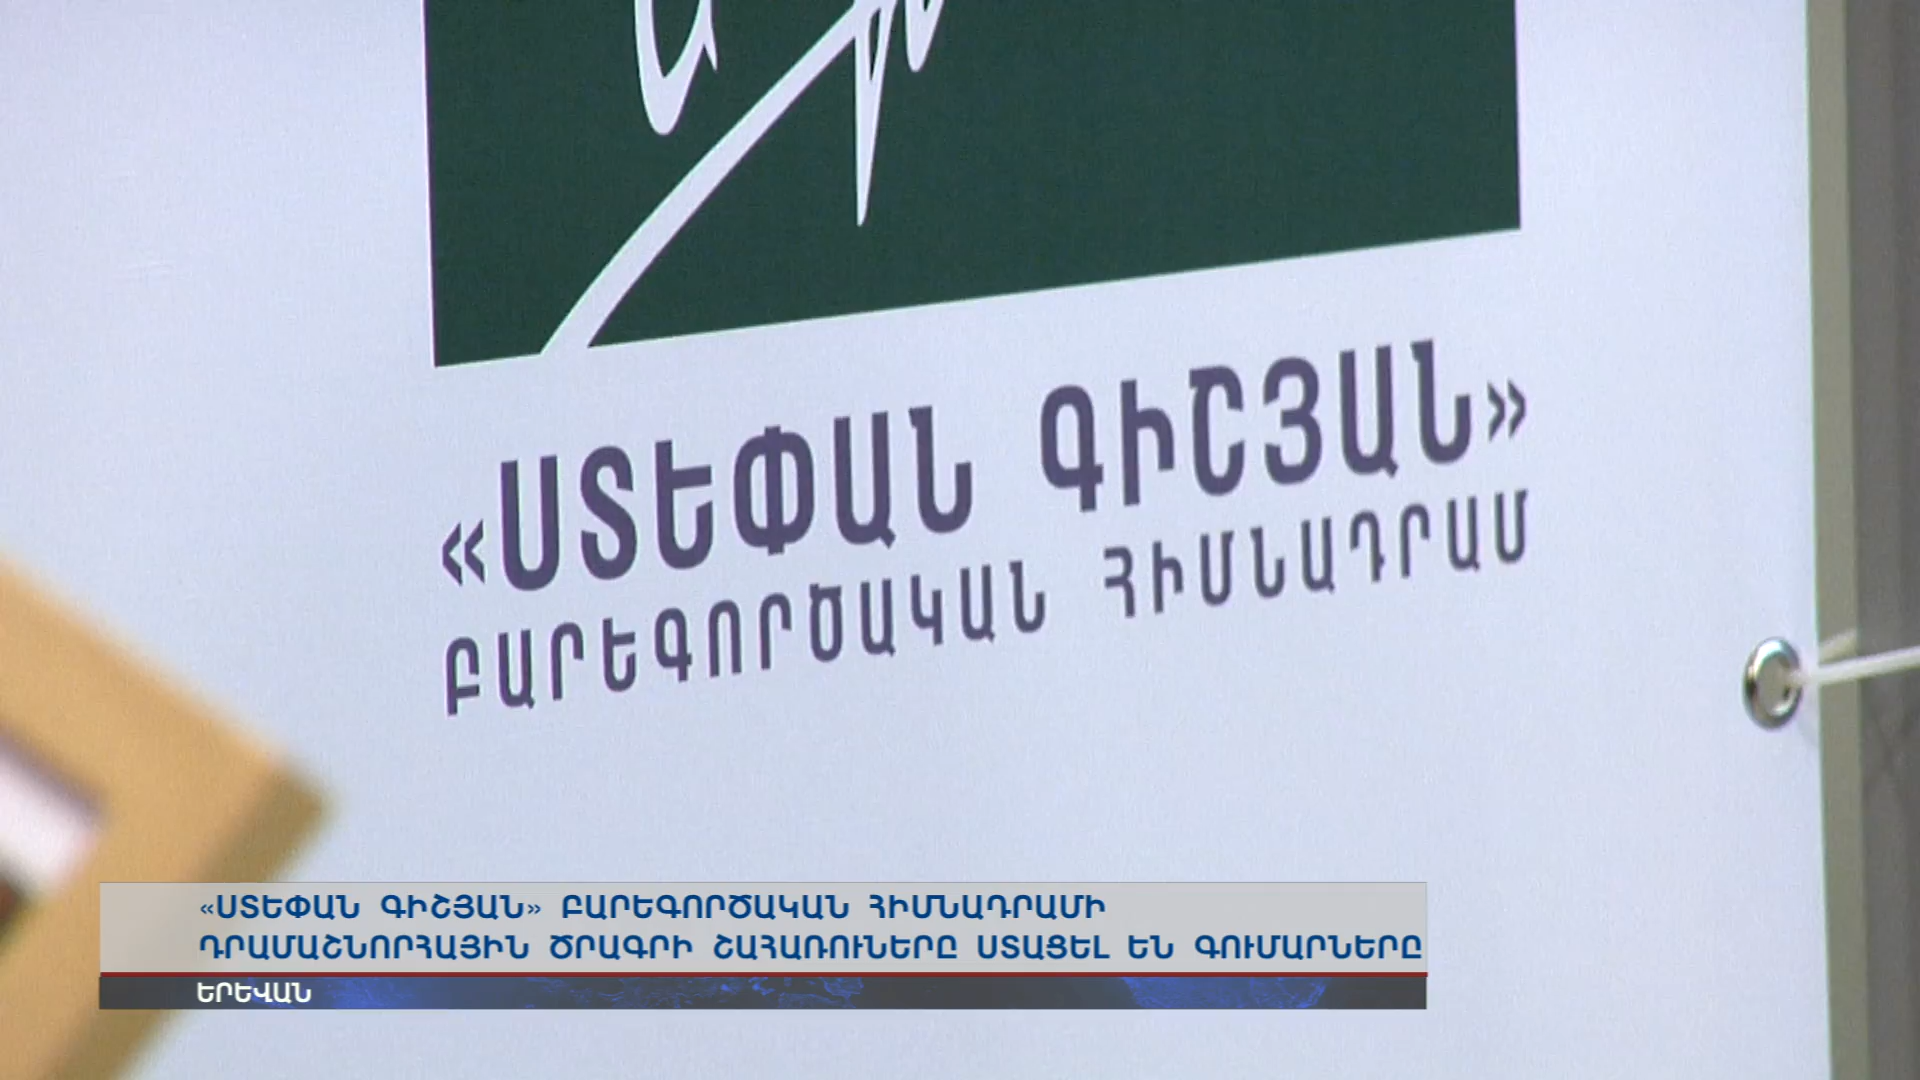 «ՍՏԵՓԱՆ ԳԻՇՅԱՆ»
ԲԱՐԵԳՈՐԾԱԿԱՆ ՀԻՄՆԱԴՐԱՄ
«ՍՏԵՓԱՆ ԳԻՇՅԱՆ» ԲԱՐԵԳՈՐԾԱԿԱՆ ՀԻՄՆԱԴՐԱՄԻ
ԴՐԱՄԱՇՆՈՐՀԱՅԻՆ ԾՐԱԳՐԻ ՇԱՀԱՌՈՒՆԵՐԸ ՍՏԱՑԵԼ ԵՆ ԳՈՒՄԱՐՆԵՐԸ
ԵՐԵՎԱՆ